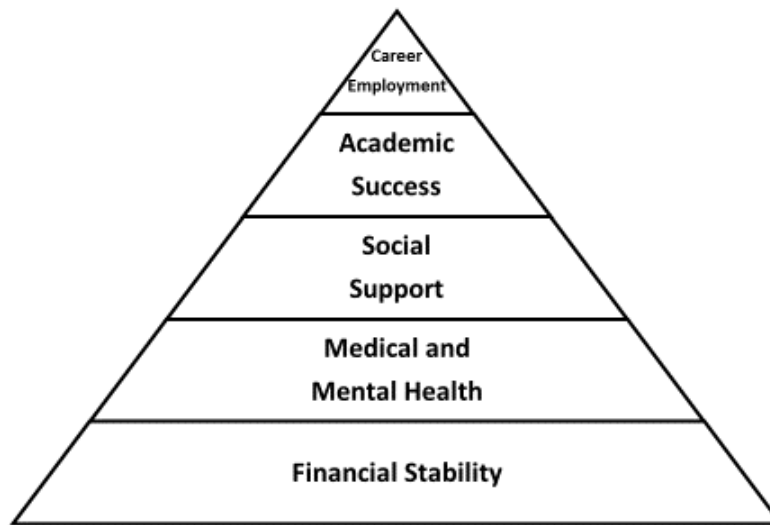 Career
Employment
Academic
Success
Social
Support
Medical and
Mental Health
Financial Stability